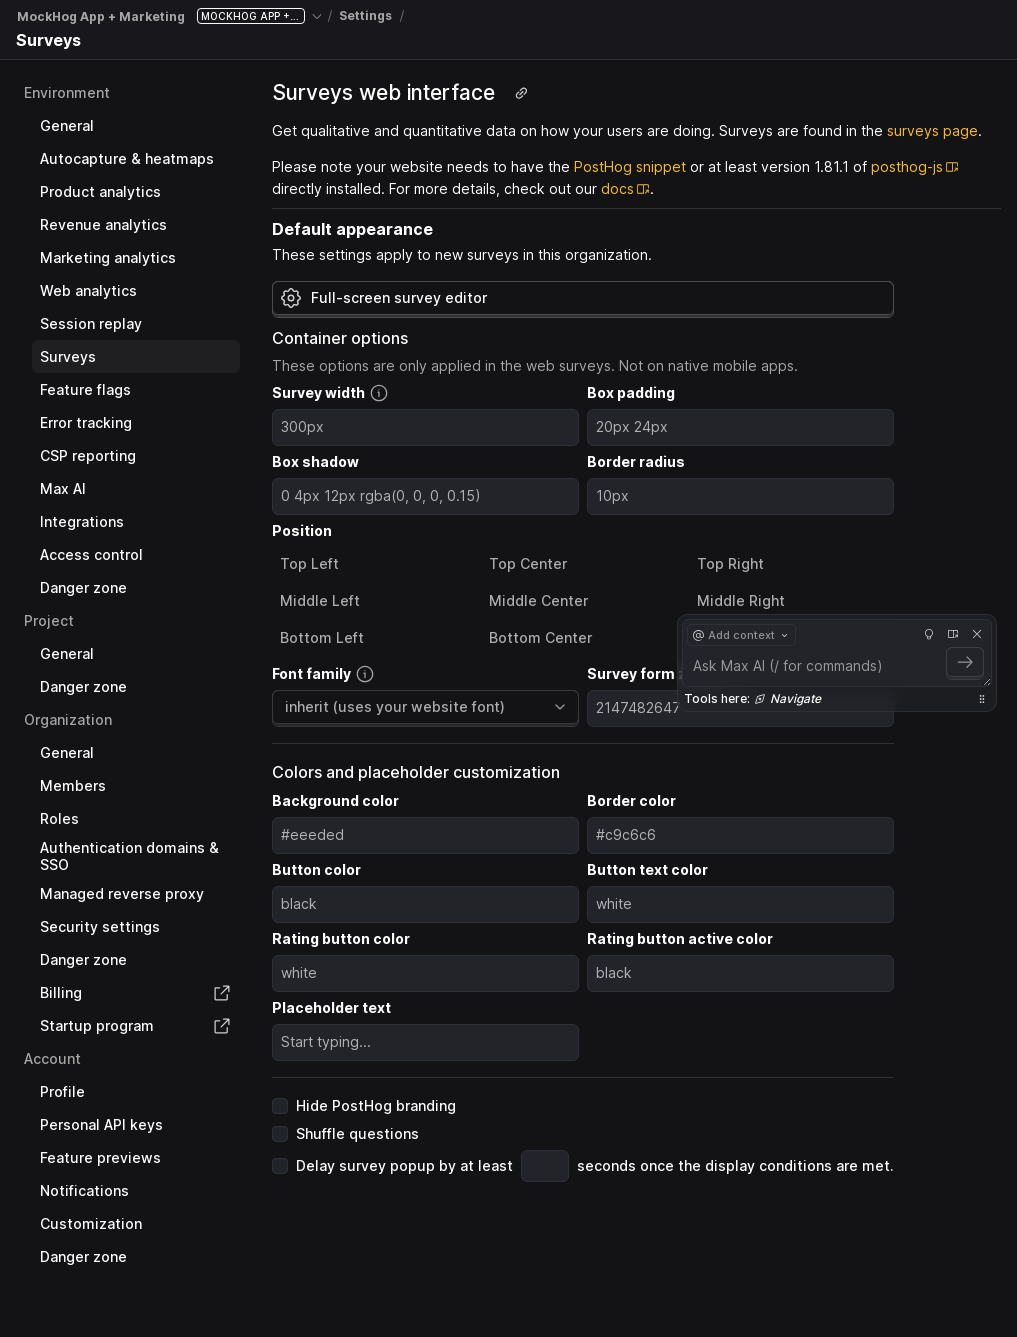 MockHog App + Marketing MOCKHOG APP +... / Settings /
Surveys
Environment
General
Autocapture & heatmaps
Product analytics
Revenue analytics
Marketing analytics
Web analytics
Session replay
Surveys
Feature flags
Error tracking
CSP reporting
Max AI
Integrations
Access control
Danger zone
Project
General
Danger zone
Organization
General
Members
Roles
Authentication domains &
SSO
Managed reverse proxy
Security settings
Danger zone
Billing
Startup program
Account
Profile
Personal API keys
Feature previews
Notifications
Customization
Danger zone
Surveys web interface
Get qualitative and quantitative data on how your users are doing. Surveys are found in the surveys page.
Please note your website needs to have the PostHog snippet or at least version 1.81.1 of posthog-js
directly installed. For more details, check out our docs.
Default appearance
These settings apply to new surveys in this organization.
Full-screen survey editor
Container options
These options are only applied in the web surveys. Not on native mobile apps.
Survey width Box padding
300px 20px 24px
Box shadow Border radius
0 4px 12px rgba(0, 0, 0, 0.15) 10px
Position
Top Left Top Center Top Right
Middle Left Middle Center Middle Right
Bottom Left Bottom Center
Font family Survey form
inherit (uses your website font) 2147482647
@ Add context
Ask Max AI (/ for commands)
Tools here: Navigate
Colors and placeholder customization
Background color Border color
#eeeded #c9c6c6
Button color Button text color
black white
Rating button color Rating button active color
white black
Placeholder text
Start typing...
Hide PostHog branding
Shuffle questions
Delay survey popup by at least seconds once the display conditions are met.